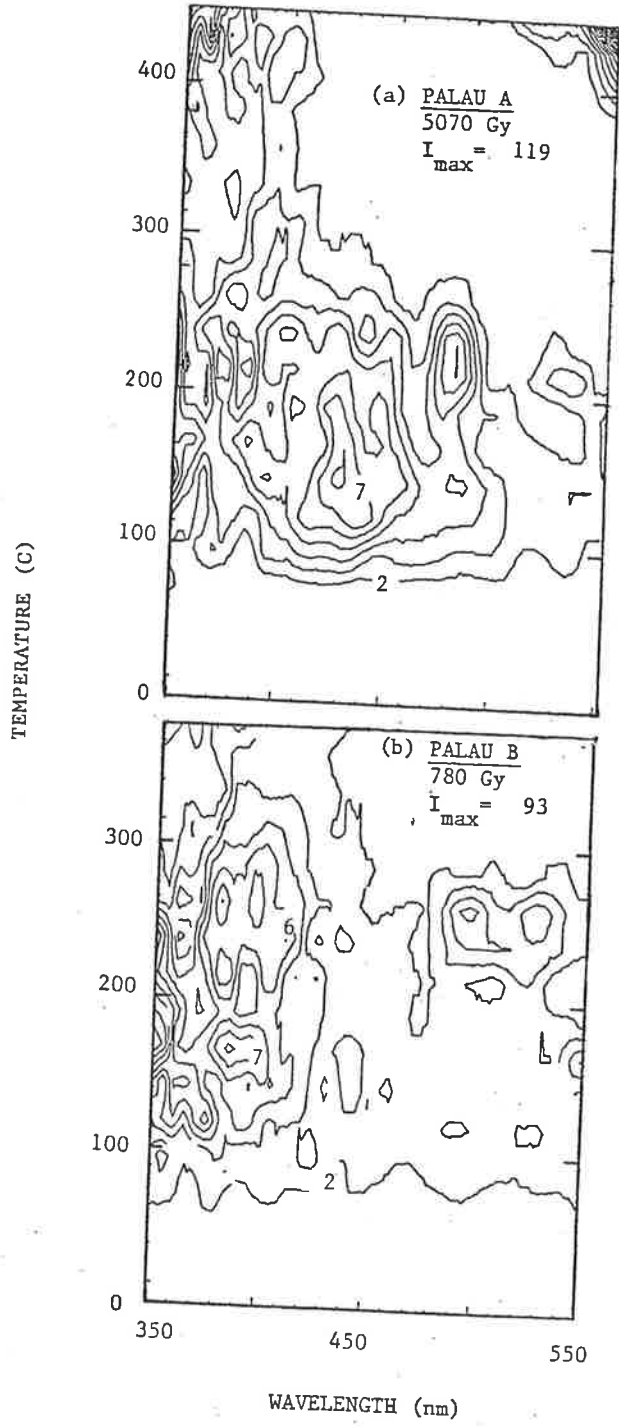 400
(a) PALAU A
5070 Gy
I max = 119
300
200
7
100
2
0
TEMPERATURE (C)
(b) PALAU B
780 Gy
I max = 93
300
6
200
7
100
2
0
350
450
550
WAVELENGTH (nm)